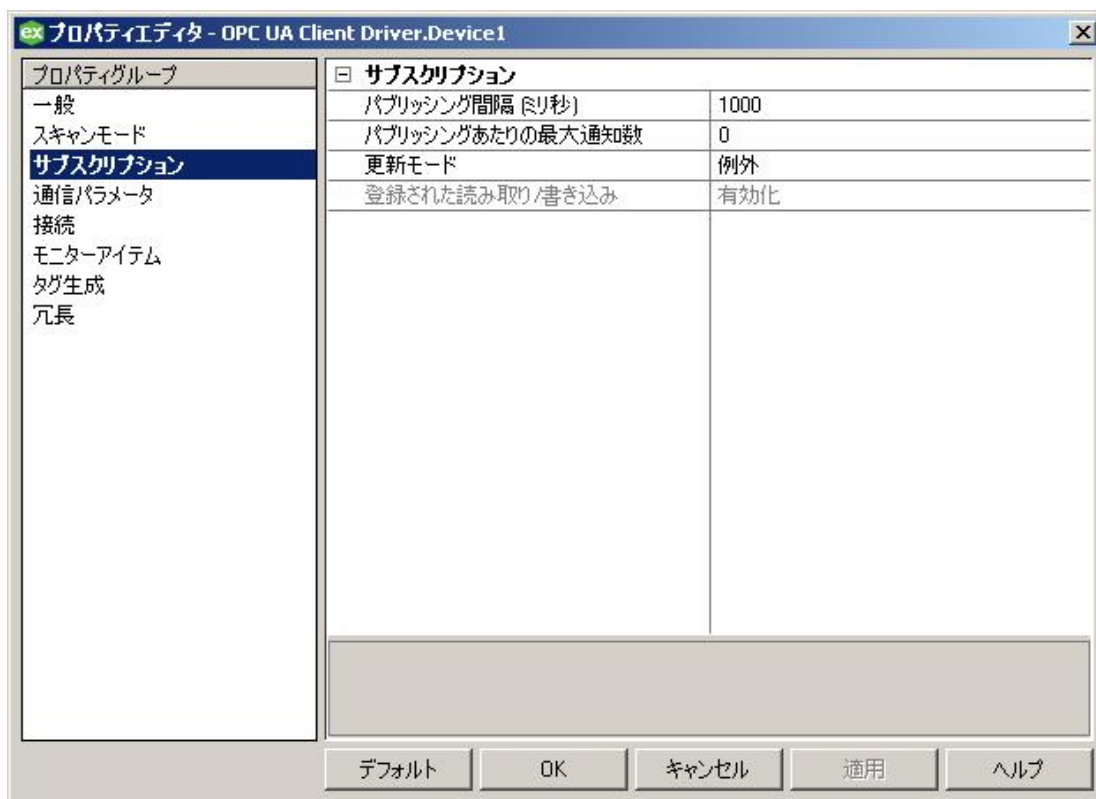 ex プロパティエディタ - OPC UA Client Driver.Device1
プロパティグループ
一般
スキャンモード
サブスクリプション
通信パラメータ
接続
モニターアイテム
タグ生成
冗長
サブスクリプション
パブリッシング間隔 (ミリ秒) 1000
パブリッシングあたりの最大通知数 0
更新モード 例外
登録された読み取り/書き込み 有効化
デフォルト OK キャンセル 適用 ヘルプ